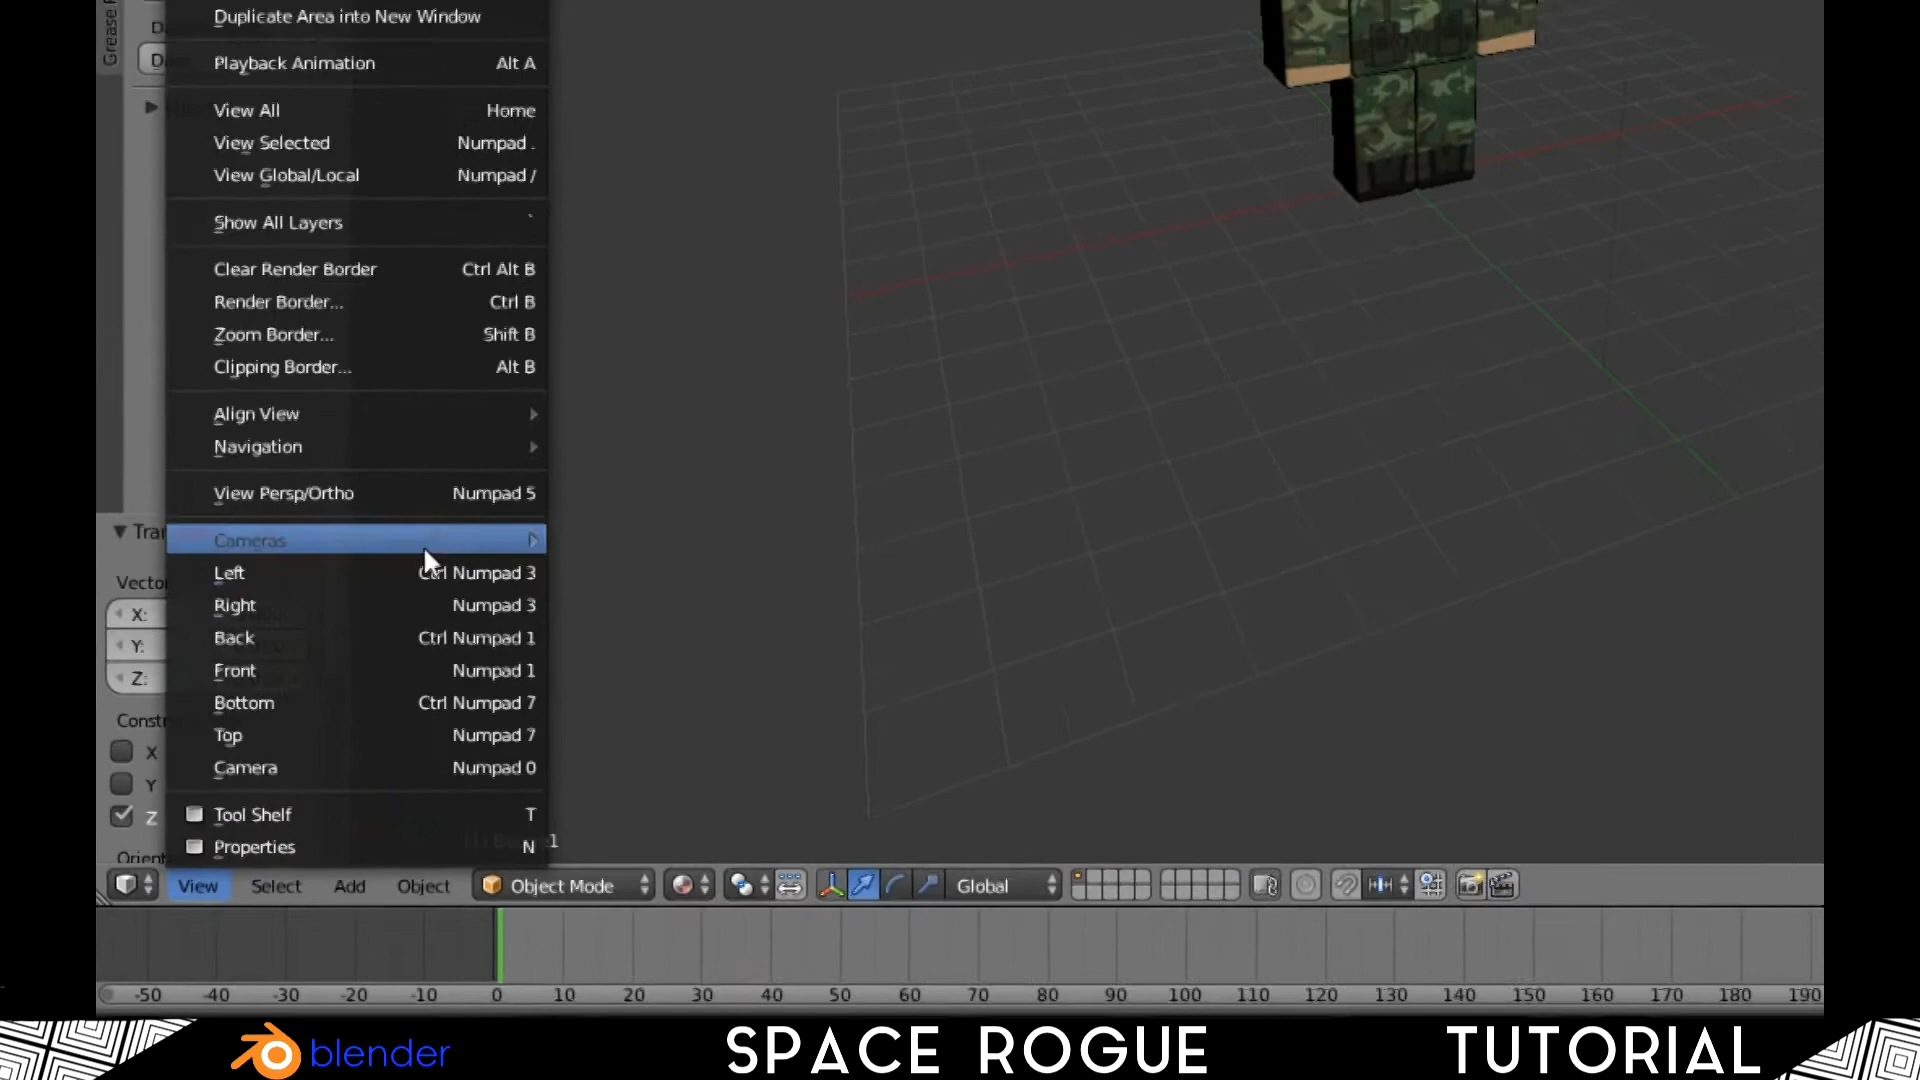 Grease
D
Duplicate Area into New Window
D
Playback Animation Alt A
View All Home
View Selected Numpad .
View Global/Local Numpad /
Show All Layers `
Clear Render Border Ctrl Alt B
Render Border... Ctrl B
Zoom Border... Shift B
Clipping Border... Alt B
Align View
Navigation
View Persp/Ortho Numpad 5
Tra
Cameras
Vecto
Left Ctrl Numpad 3
X:
Right Numpad 3
Y:
Back Ctrl Numpad 1
Z:
Front Numpad 1
Constr
Bottom Ctrl Numpad 7
X
Top Numpad 7
Y
Camera Numpad 0
Z
Tool Shelf T
Orient
Properties N
View Select Add Object Object Mode Global
-50 -40 -30 -20 -10 0 10 20 30 40 50 60 70 80 90 100 110 120 130 140 150 160 170 180 190
blender SPACE ROGUE TUTORIAL